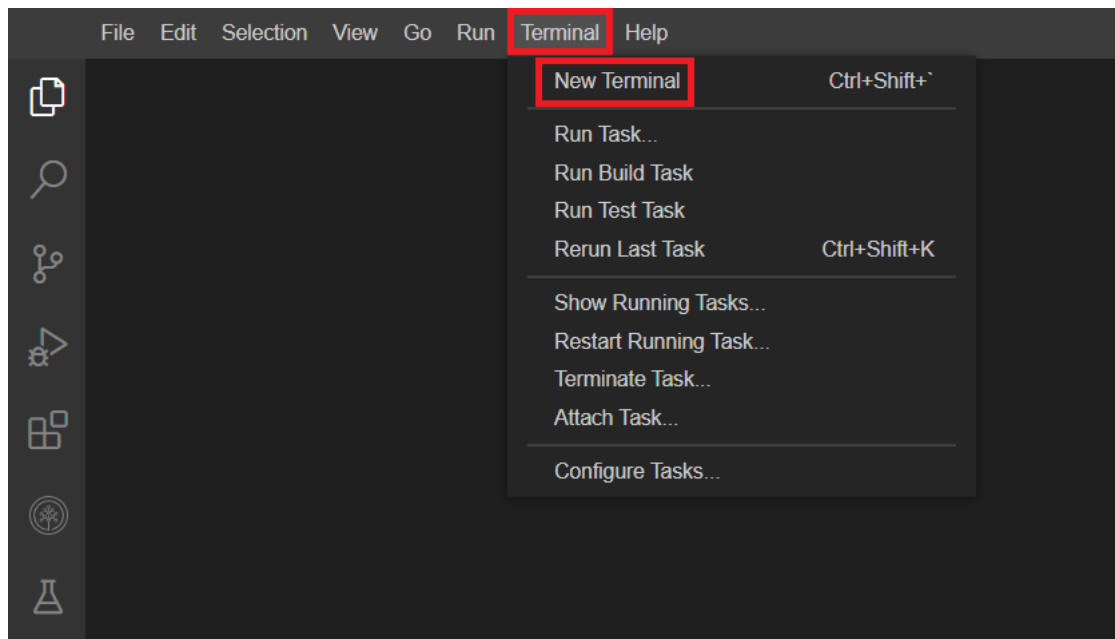 File Edit Selection View Go Run Terminal Help
New Terminal Ctrl+Shift+`
Run Task...
Run Build Task
Run Test Task
Rerun Last Task Ctrl+Shift+K
Show Running Tasks...
Restart Running Task...
Terminate Task...
Attach Task...
Configure Tasks...